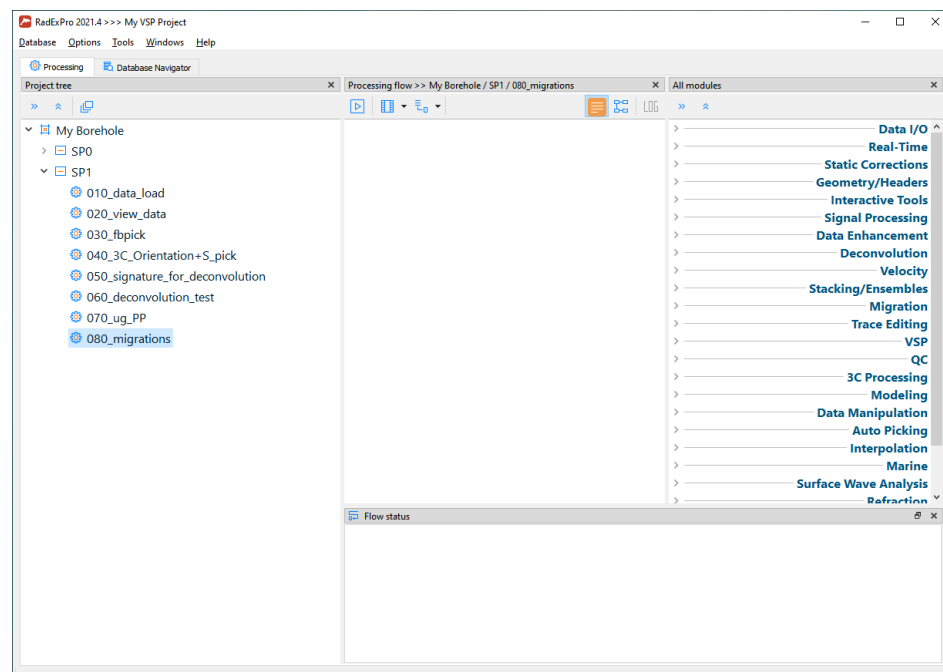 RadExPro 2021.4 >>> My VSP Project
Database Options Tools Windows Help
Processing Database Navigator
Project tree
My Borehole
SP0
SP1
010_data_load
020_view_data
030_fbpick
040_3C_Orientation+S_pick
050_signature_for_deconvolution
060_deconvolution_test
070_ug_PP
080_migrations
Processing flow >> My Borehole / SP1 / 080_migrations
LOG
All modules
Data I/O
Real-Time
Static Corrections
Geometry/Headers
Interactive Tools
Signal Processing
Data Enhancement
Deconvolution
Velocity
Stacking/Ensembles
Migration
Trace Editing
VSP
QC
3C Processing
Modeling
Data Manipulation
Auto Picking
Interpolation
Marine
Surface Wave Analysis
Refraction
Flow status